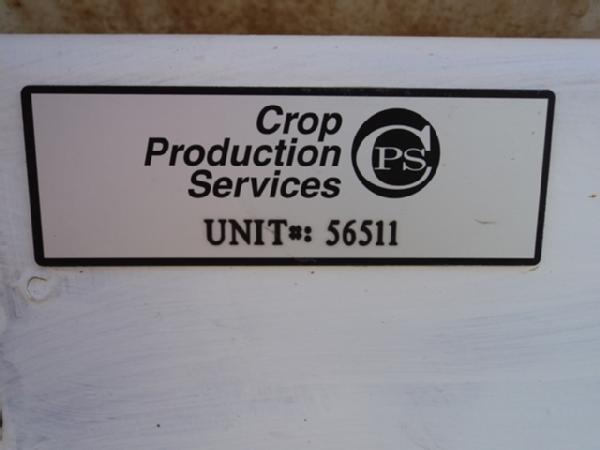 Crop
Production
Services
CPS
UNIT#: 56511